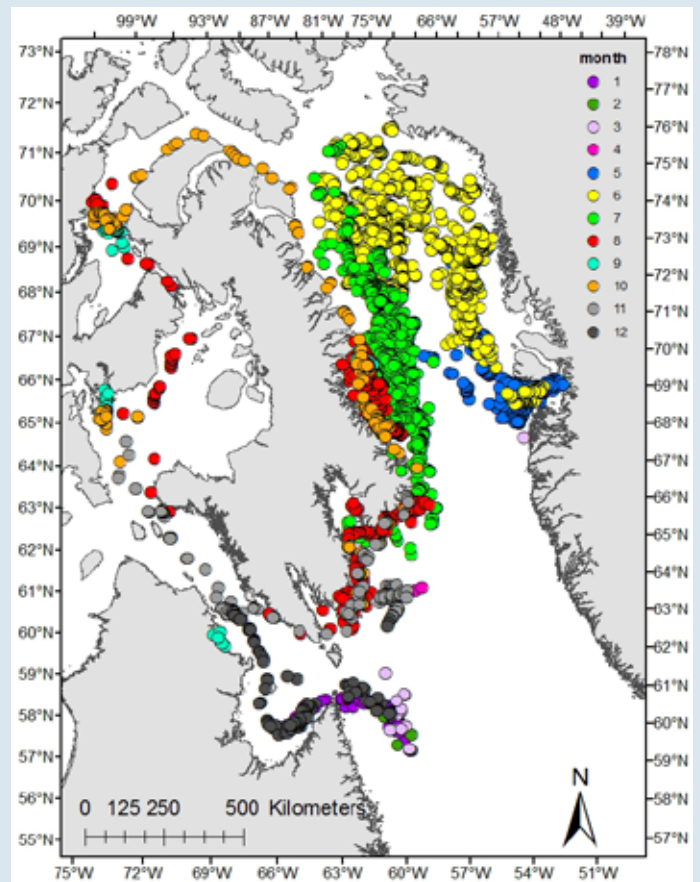 99°W 93°W 87°W 81°W 75°W 66°W 57°W 48°W 39°W
73°N
72°N
71°N
70°N
69°N
68°N
67°N
66°N
65°N
64°N
63°N
62°N
61°N
60°N
59°N
58°N
57°N
56°N
55°N
month
1
2
3
4
5
6
7
8
9
10
11
12
78°N
77°N
76°N
75°N
74°N
73°N
72°N
71°N
70°N
69°N
68°N
67°N
66°N
65°N
64°N
63°N
62°N
61°N
60°N
59°N
58°N
57°N
N
0 125 250 500 Kilometers
75°W 72°W 69°W 66°W 63°W 60°W 57°W 54°W 51°W